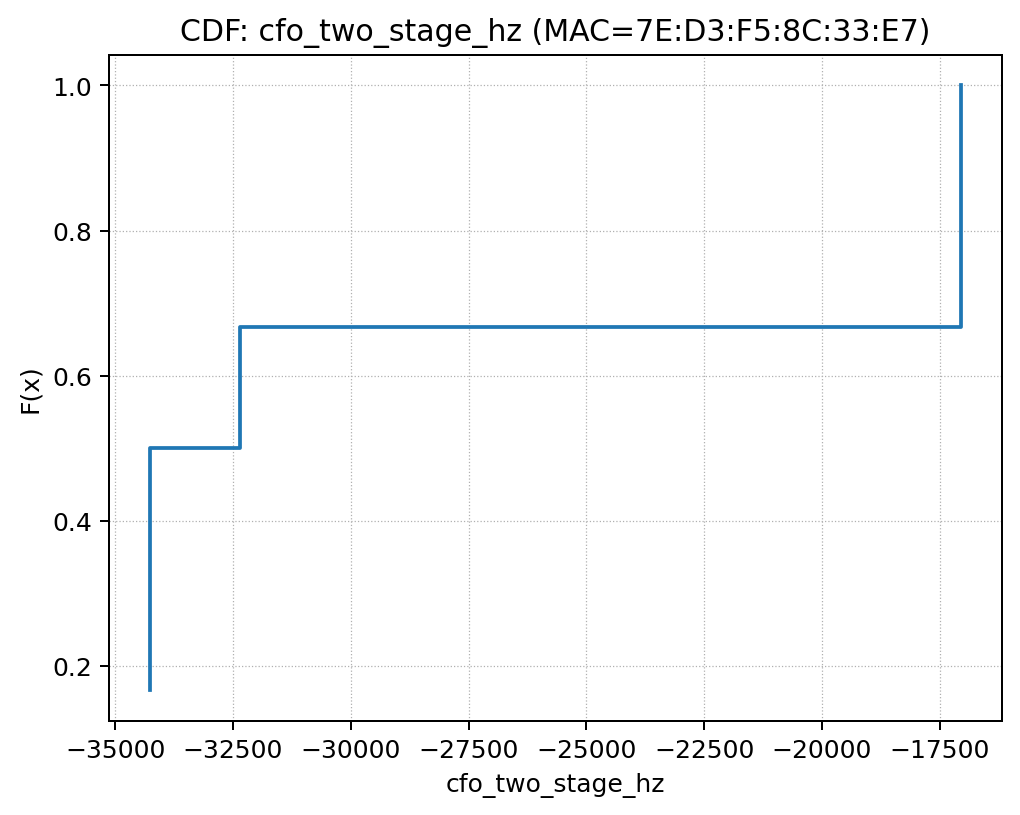 CDF: cfo_two_stage_hz (MAC=7E:D3:F5:8C:33:E7)
1.0
0.8
0.6
0.4
0.2
F(x)
−35000 −32500 −30000 −27500 −25000 −22500 −20000 −17500
cfo_two_stage_hz